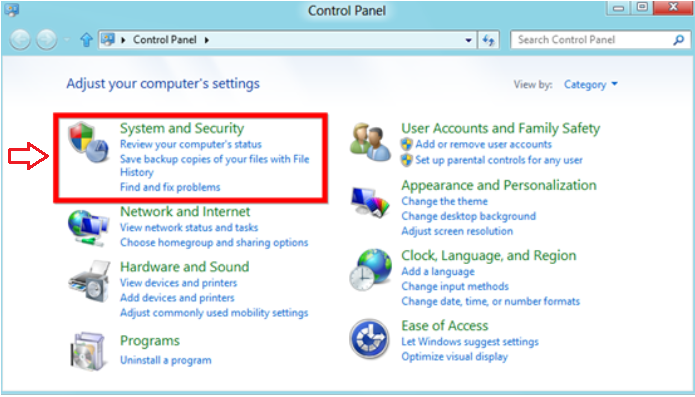 Control Panel
Control Panel
Search Control Panel
Adjust your computer's settings
View by: Category
System and Security
Review your computer's status
Save backup copies of your files with File
History
Find and fix problems
Network and Internet
View network status and tasks
Choose homegroup and sharing options
Hardware and Sound
View devices and printers
Add devices and printers
Adjust commonly used mobility settings
Programs
Uninstall a program
User Accounts and Family Safety
Add or remove user accounts
Set up parental controls for any user
Appearance and Personalization
Change the theme
Change desktop background
Adjust screen resolution
Clock, Language, and Region
Add a language
Change input methods
Change date, time, or number formats
Ease of Access
Let Windows suggest settings
Optimize visual display